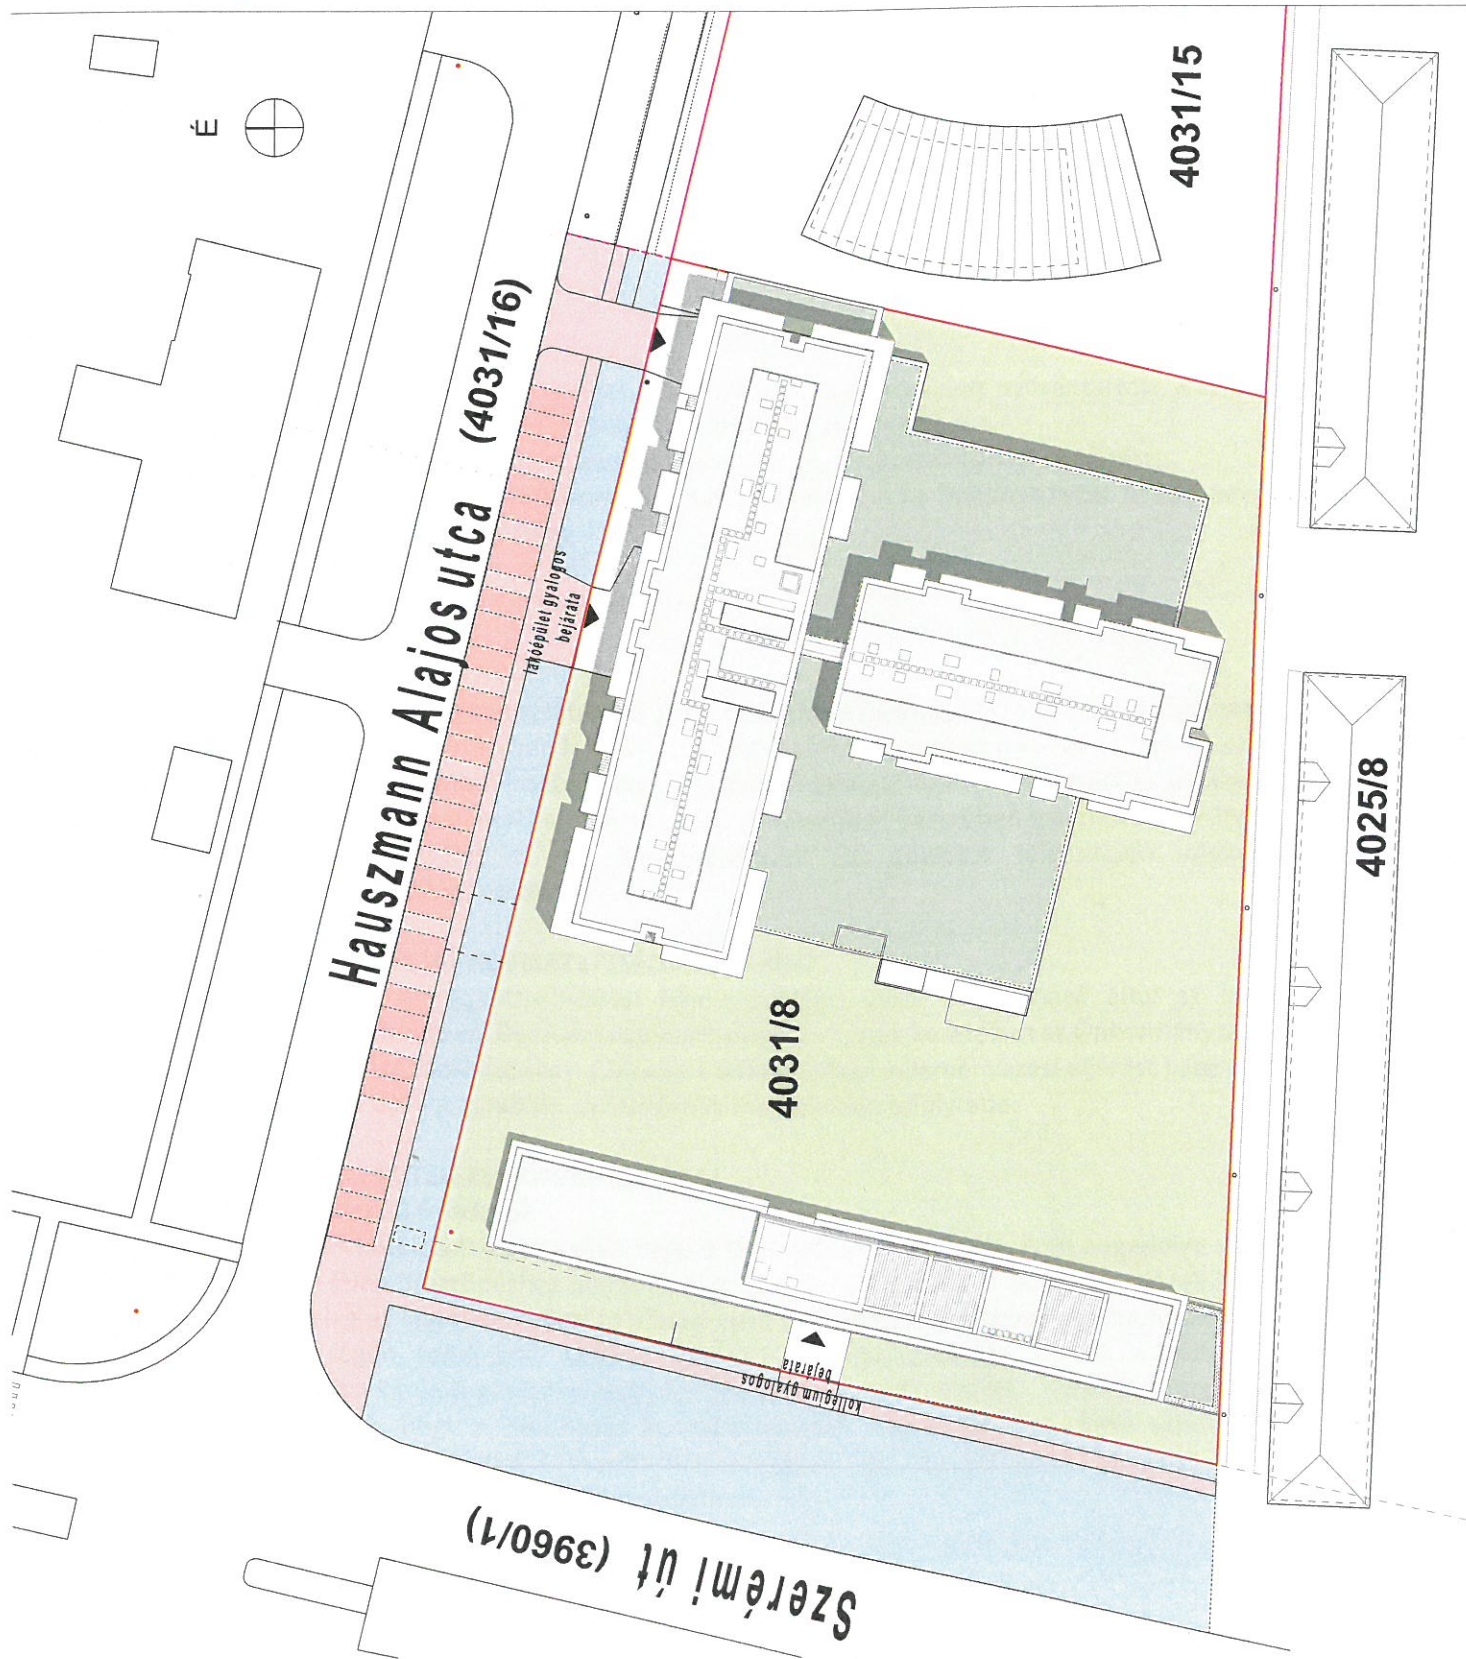 É
4031/15
Hauszmann Alajos utca (4031/16)
lakóépület gyalogos
bejárata
4025/8
4031/8
kollégium gyalogos
bejárata
Szerémi út (3960/1)